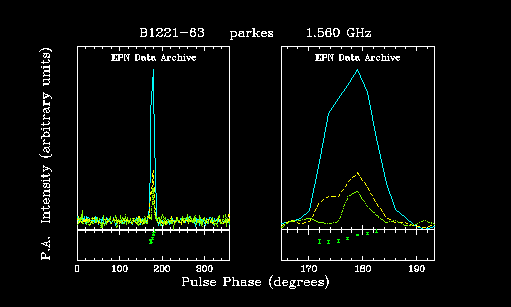 B1221-63 parkes 1.560 GHz
EPN Data Archive EPN Data Archive
P.A. Intensity (arbitrary units)
0 100 200 300 170 180 190
Pulse Phase (degrees)